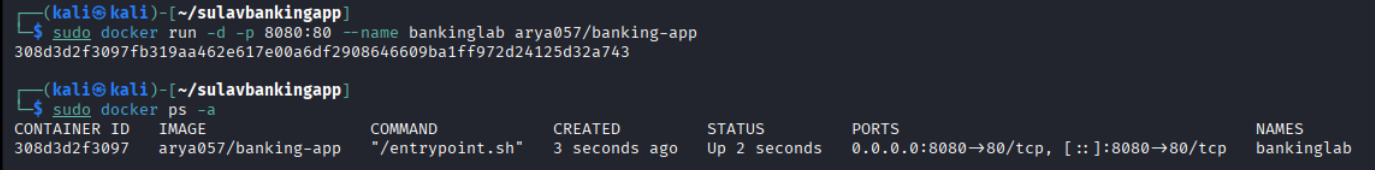 ┌──(kali㉿kali)-[~/sulavbankingapp]
└─$ sudo docker run -d -p 8080:80 --name bankinglab arya057/banking-app
308d3d2f3097fb319aa462e617e00a6df2908646609ba1ff972d24125d32a743
┌──(kali㉿kali)-[~/sulavbankingapp]
└─$ sudo docker ps -a
CONTAINER ID   IMAGE                 COMMAND            CREATED         STATUS         PORTS                                     NAMES
308d3d2f3097   arya057/banking-app   "/entrypoint.sh"   3 seconds ago   Up 2 seconds   0.0.0.0:8080->80/tcp, [::]:8080->80/tcp   bankinglab